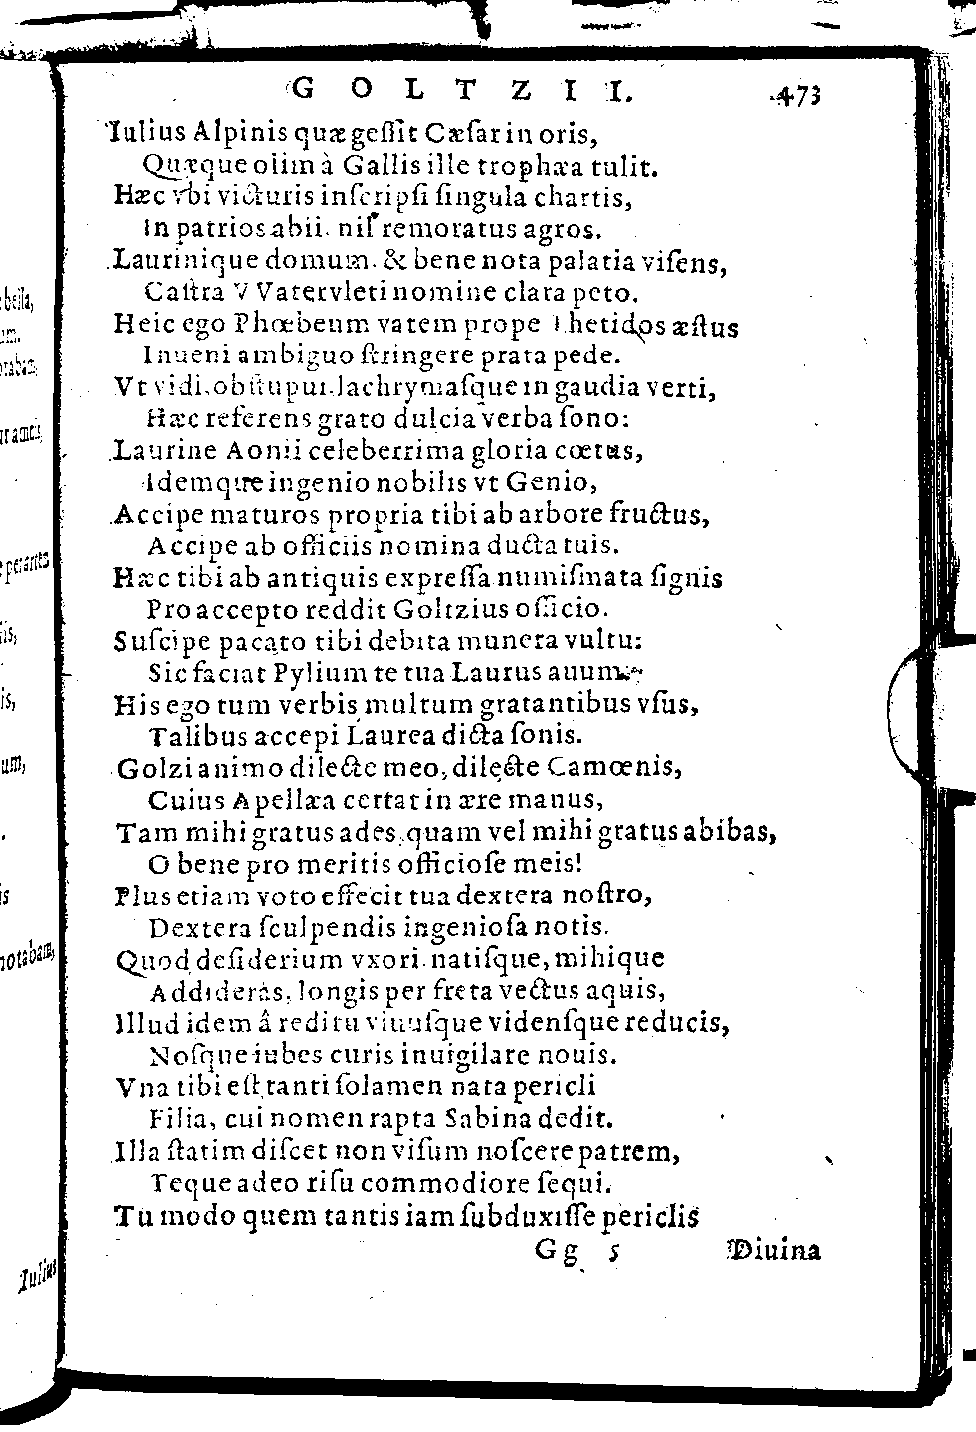 GOLTZII. 473
Iulius Alpinis quæ geſſit Cæſar in oris,
Quæque olim à Gallis ille trophæa tulit.
Hæc vbi victuris inſcripſi ſingula chartis,
In patrios abii. niſ remoratus agros.
Laurinique domum. & bene nota palatia viſens,
Caſtra VVatervleti nomine clara peto.
Heic ego Phœbeum vatem prope Thetidos æſtus
Inueni ambiguo ſtringere prata pede.
Vt vidi, obſtupui, lachrymaſque in gaudia verti,
Hæc referens grato dulcia verba ſono:
Laurine Aonii celeberrima gloria cœtus,
Idemque ingenio nobilis vt Genio,
Accipe maturos propria tibi ab arbore fructus,
Accipe ab officiis nomina ducta tuis.
Hæc tibi ab antiquis expreſſa numiſmata ſignis
Pro accepto reddit Goltzius officio.
Suſcipe pacato tibi debita munera vultu:
Sic faciat Pylium te tua Laurus auum.
His ego tum verbis multum gratantibus vſus,
Talibus accepi Laurea dicta ſonis.
Golzi animo dilecte meo, dilecte Camœnis,
Cuius Apellæa certat in ære manus,
Tam mihi gratus ades, quam vel mihi gratus abibas,
O bene pro meritis officioſe meis!
Plus etiam voto effecit tua dextera noſtro,
Dextera ſculpendis ingenioſa notis.
Quod deſiderium vxori. natiſque, mihique
Addideras, longis per freta vectus aquis,
Illud idem â reditu viuuſque videnſque reducis,
Noſque iubes curis inuigilare nouis.
Vna tibi eſt tanti ſolamen nata pericli
Filia, cui nomen rapta Sabina dedit.
Illa ſtatim diſcet non viſum noſcere patrem,
Teque adeo riſu commodiore ſequi.
Tu modo quem tantis iam ſubduxiſſe periclis
Gg 5 Diuina